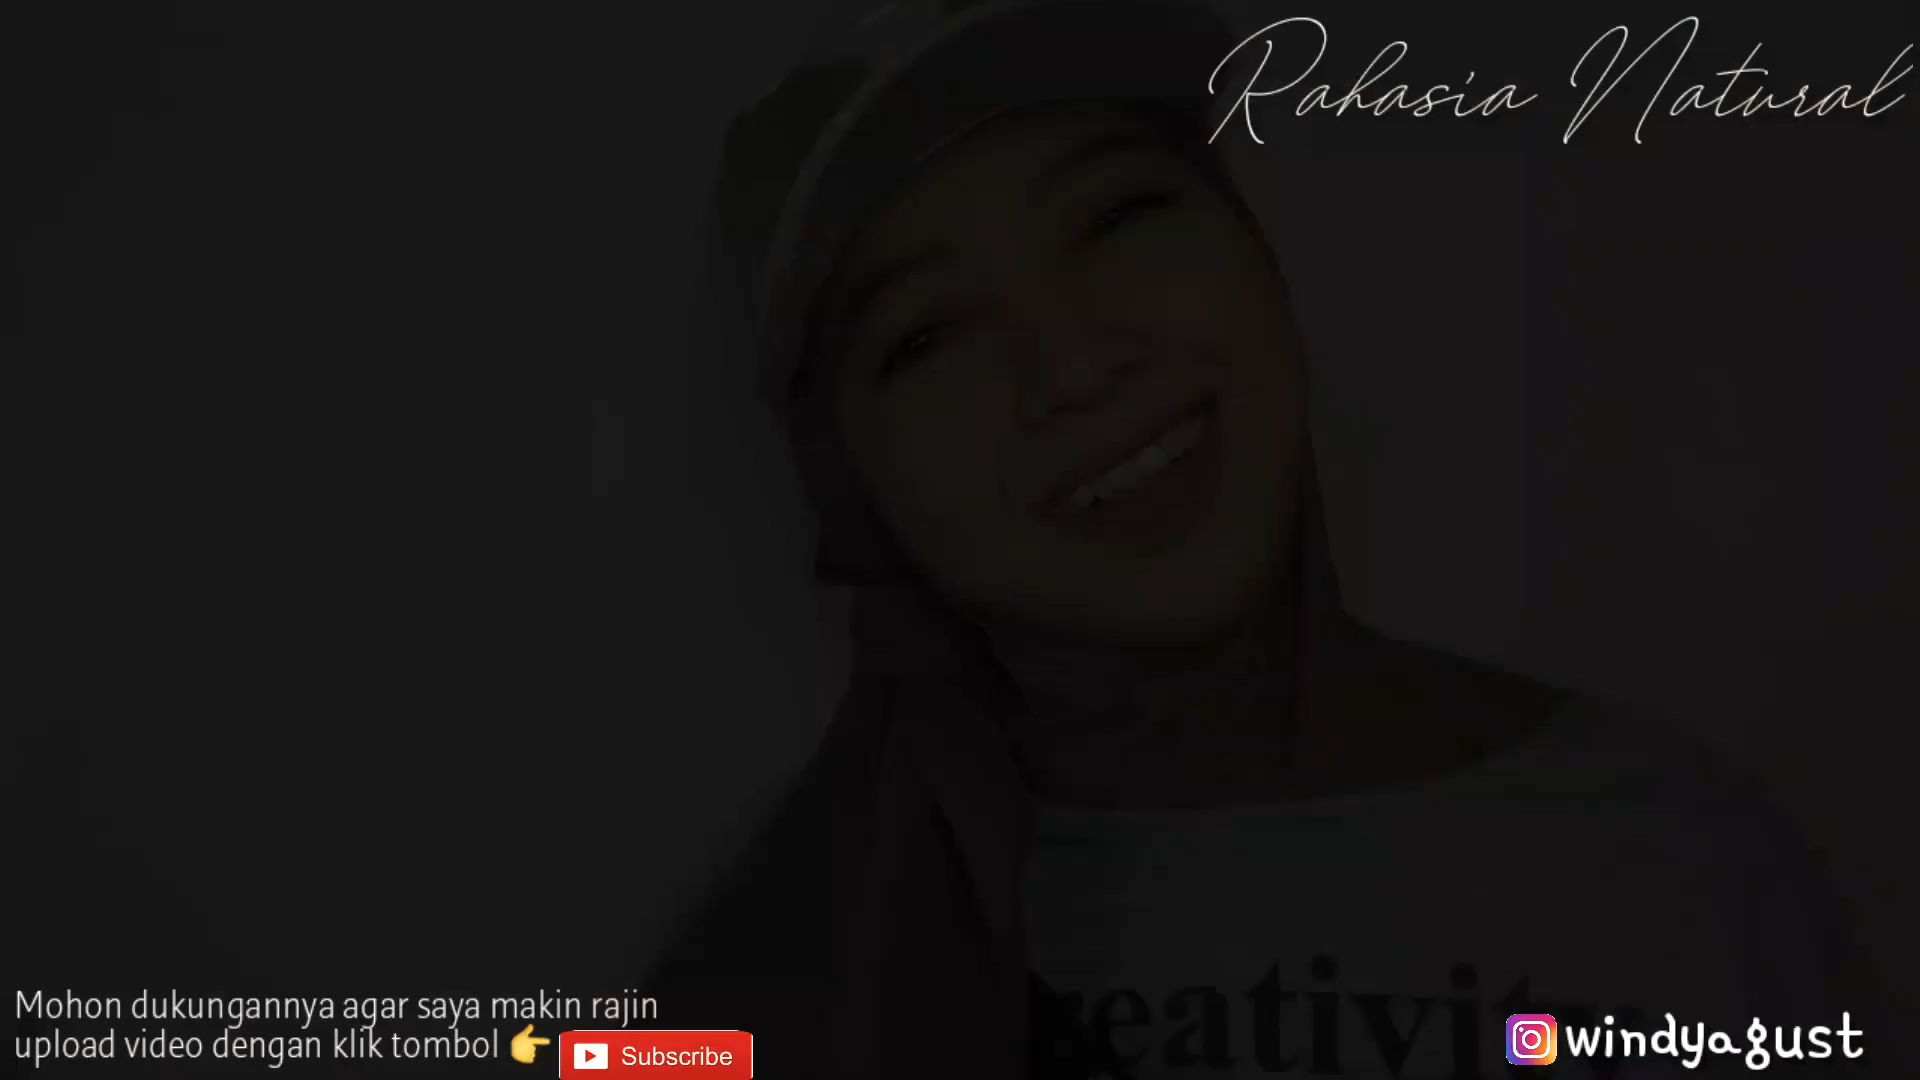 Rahasia Natural
Mohon dukungannya agar saya makin rajin
upload video dengan klik tombol 👉
Subscribe
windyagust